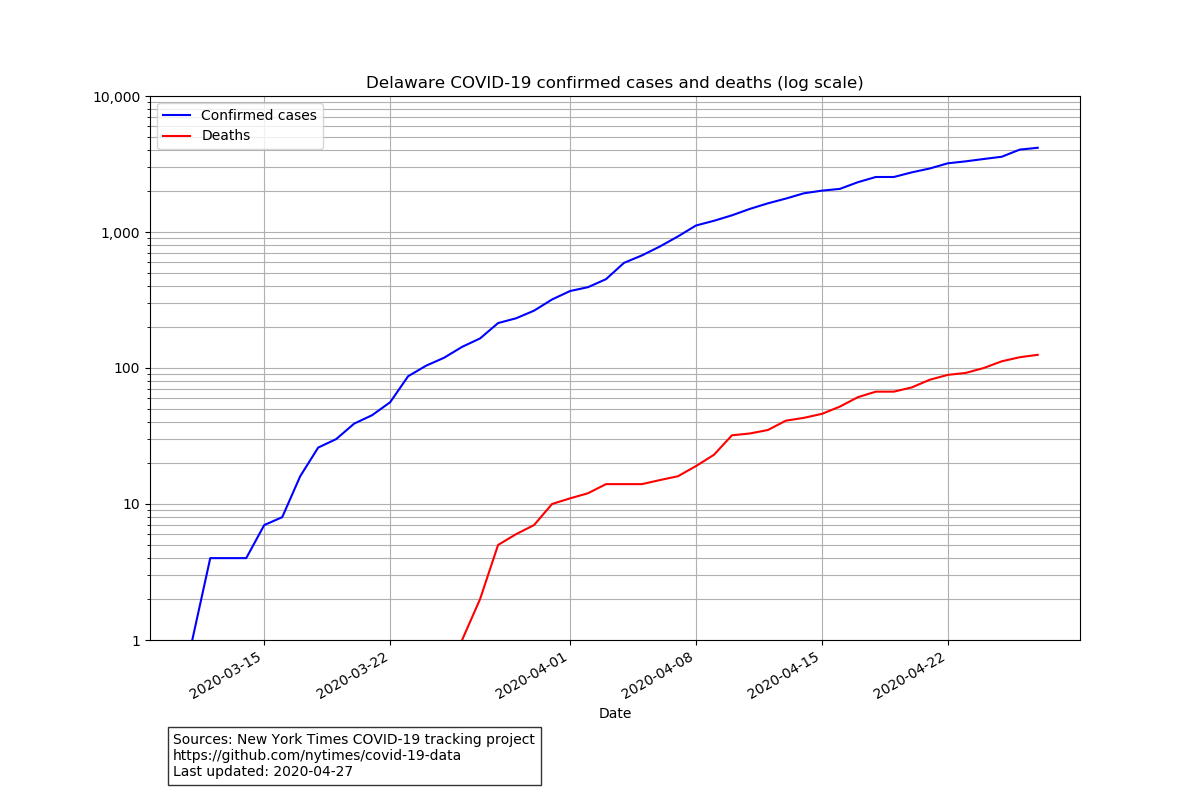 Delaware COVID-19 confirmed cases and deaths (log scale)
10,000
Confirmed cases
Deaths
1,000
100
10
1
2020-03-15
2020-03-22
2020-04-01
2020-04-08
2020-04-15
2020-04-22
Date
Sources: New York Times COVID-19 tracking project
https://github.com/nytimes/covid-19-data
Last updated: 2020-04-27